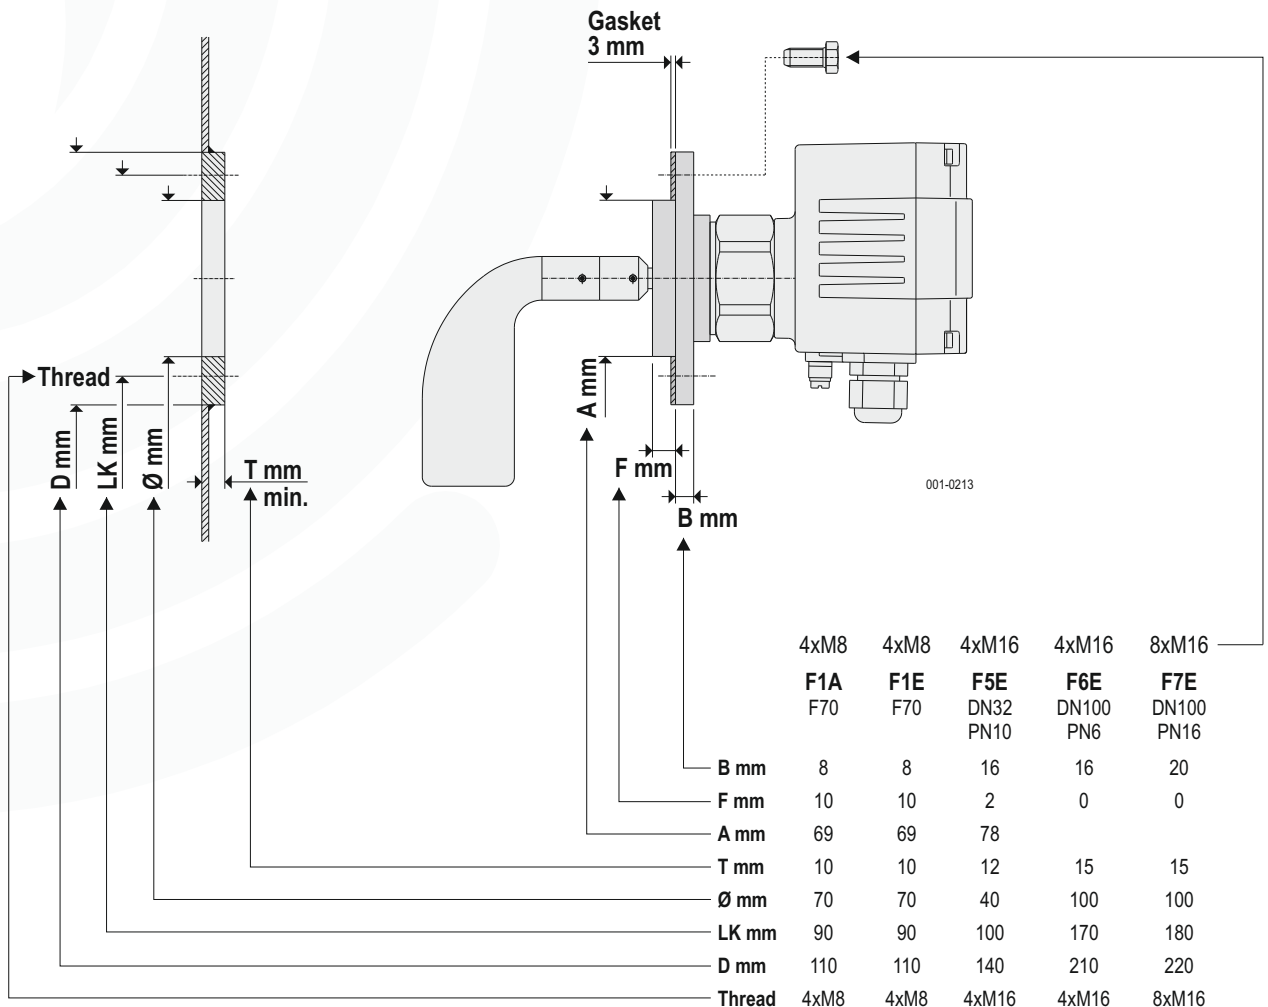 Gasket
3 mm
Thread
D mm
LK mm
Ø mm
T mm
min.
A mm
F mm
B mm
001-0213
4xM8 4xM8 4xM16 4xM16 8xM16
F1A F1E F5E F6E F7E
F70 F70 DN32 DN100 DN100
PN10 PN6 PN16
B mm 8 8 16 16 20
F mm 10 10 2 0 0
A mm 69 69 78
T mm 10 10 12 15 15
Ø mm 70 70 40 100 100
LK mm 90 90 100 170 180
D mm 110 110 140 210 220
Thread 4xM8 4xM8 4xM16 4xM16 8xM16